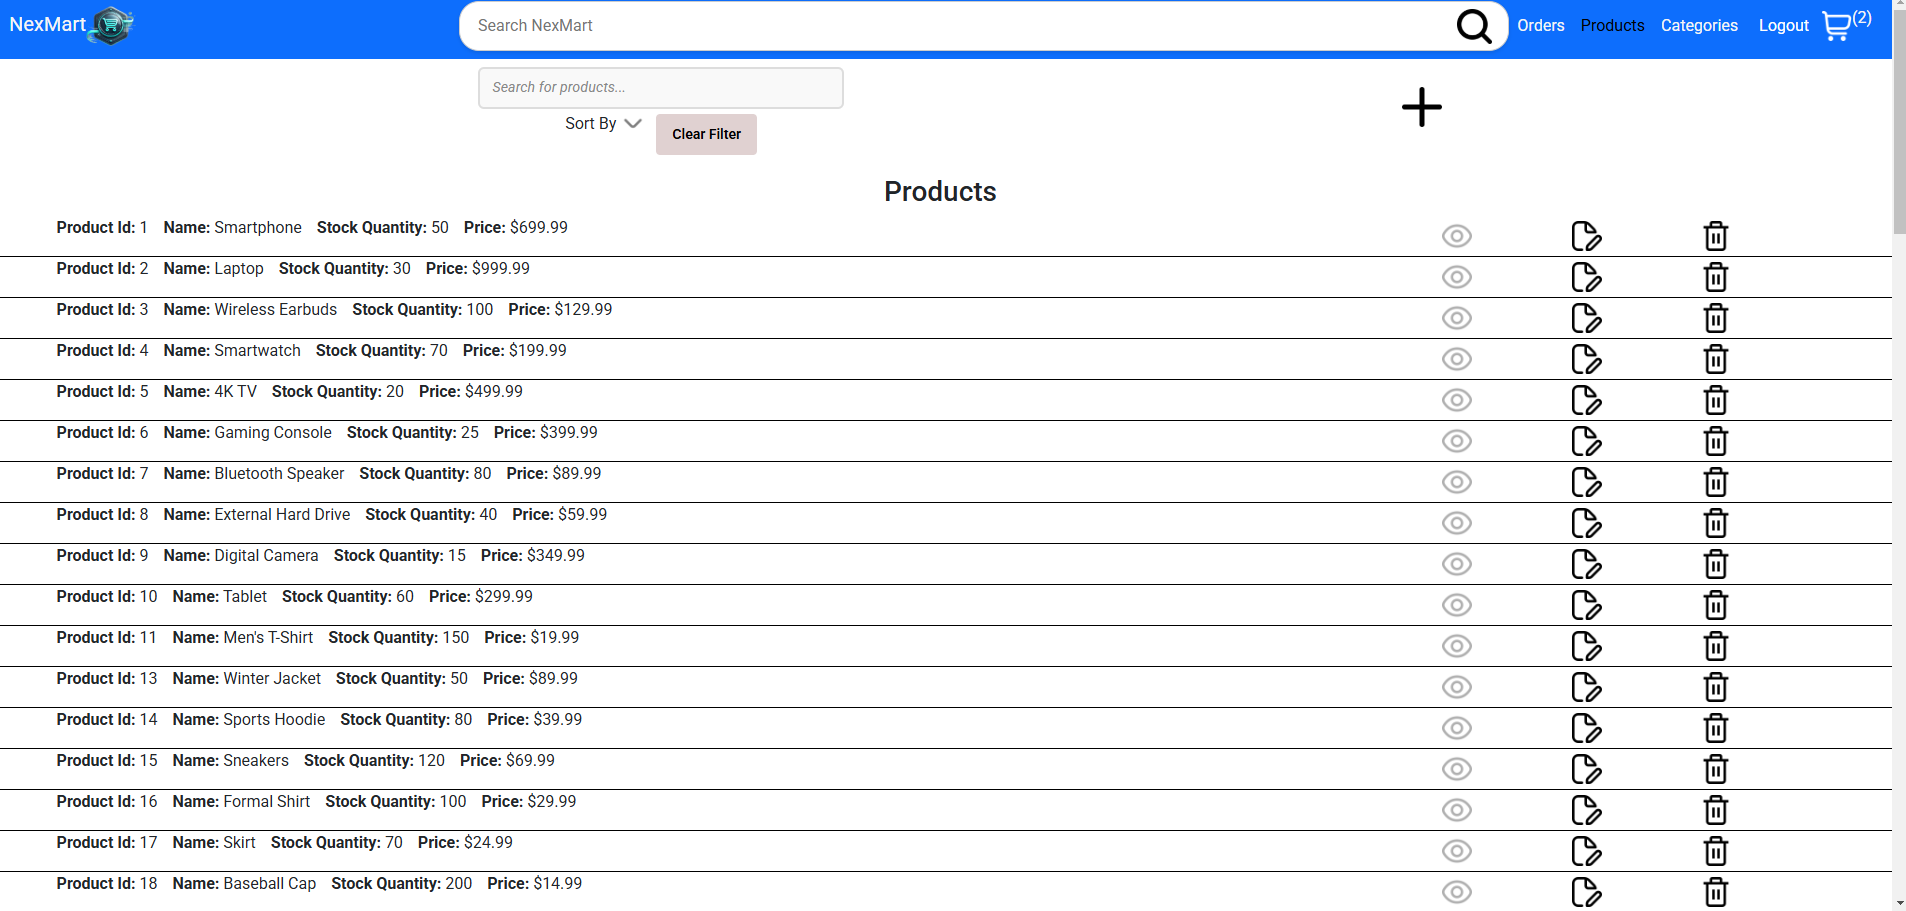 NexMart Search NexMart Orders Products Categories Logout (2)
Search for products...
Sort By Clear Filter
Products
Product Id: 1 Name: Smartphone Stock Quantity: 50 Price: $699.99
Product Id: 2 Name: Laptop Stock Quantity: 30 Price: $999.99
Product Id: 3 Name: Wireless Earbuds Stock Quantity: 100 Price: $129.99
Product Id: 4 Name: Smartwatch Stock Quantity: 70 Price: $199.99
Product Id: 5 Name: 4K TV Stock Quantity: 20 Price: $499.99
Product Id: 6 Name: Gaming Console Stock Quantity: 25 Price: $399.99
Product Id: 7 Name: Bluetooth Speaker Stock Quantity: 80 Price: $89.99
Product Id: 8 Name: External Hard Drive Stock Quantity: 40 Price: $59.99
Product Id: 9 Name: Digital Camera Stock Quantity: 15 Price: $349.99
Product Id: 10 Name: Tablet Stock Quantity: 60 Price: $299.99
Product Id: 11 Name: Men's T-Shirt Stock Quantity: 150 Price: $19.99
Product Id: 13 Name: Winter Jacket Stock Quantity: 50 Price: $89.99
Product Id: 14 Name: Sports Hoodie Stock Quantity: 80 Price: $39.99
Product Id: 15 Name: Sneakers Stock Quantity: 120 Price: $69.99
Product Id: 16 Name: Formal Shirt Stock Quantity: 100 Price: $29.99
Product Id: 17 Name: Skirt Stock Quantity: 70 Price: $24.99
Product Id: 18 Name: Baseball Cap Stock Quantity: 200 Price: $14.99